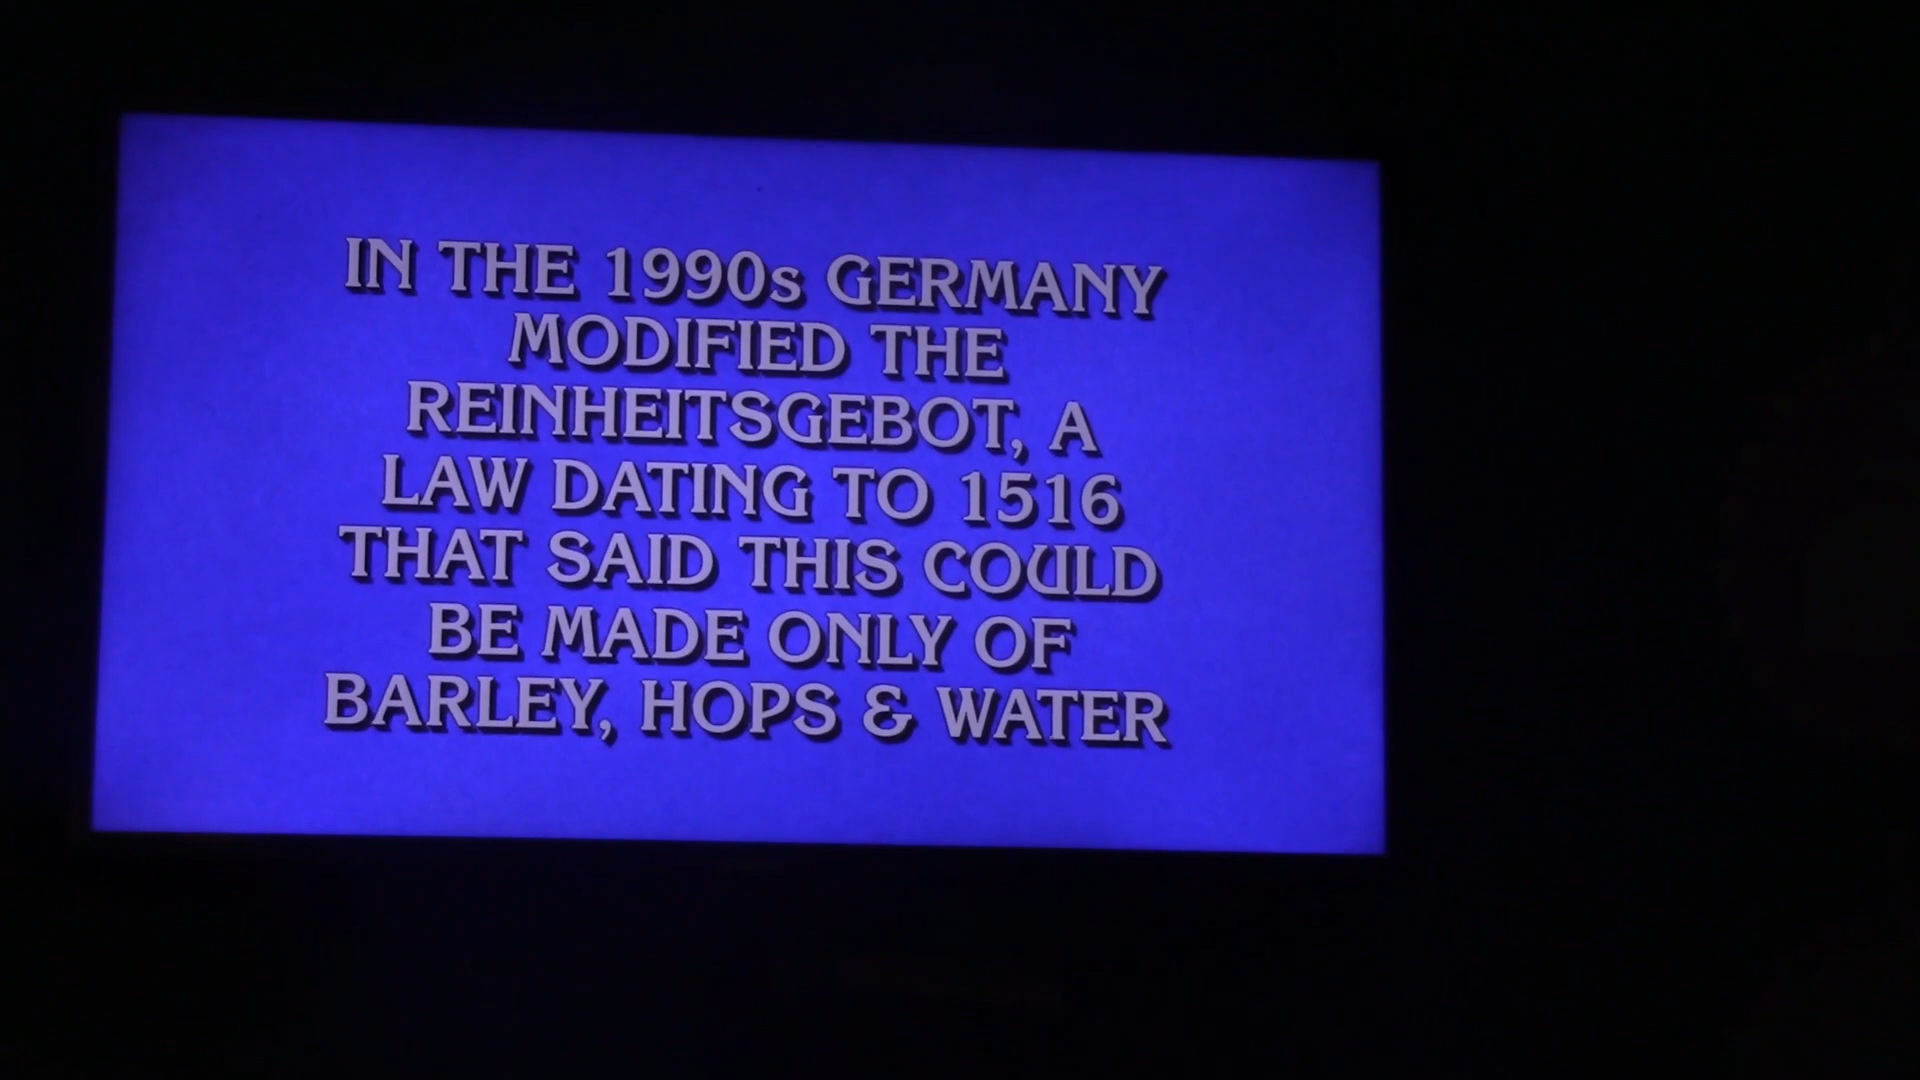 IN THE 1990s GERMANY
MODIFIED THE
REINHEITSGEBOT, A
LAW DATING TO 1516
THAT SAID THIS COULD
BE MADE ONLY OF
BARLEY, HOPS & WATER